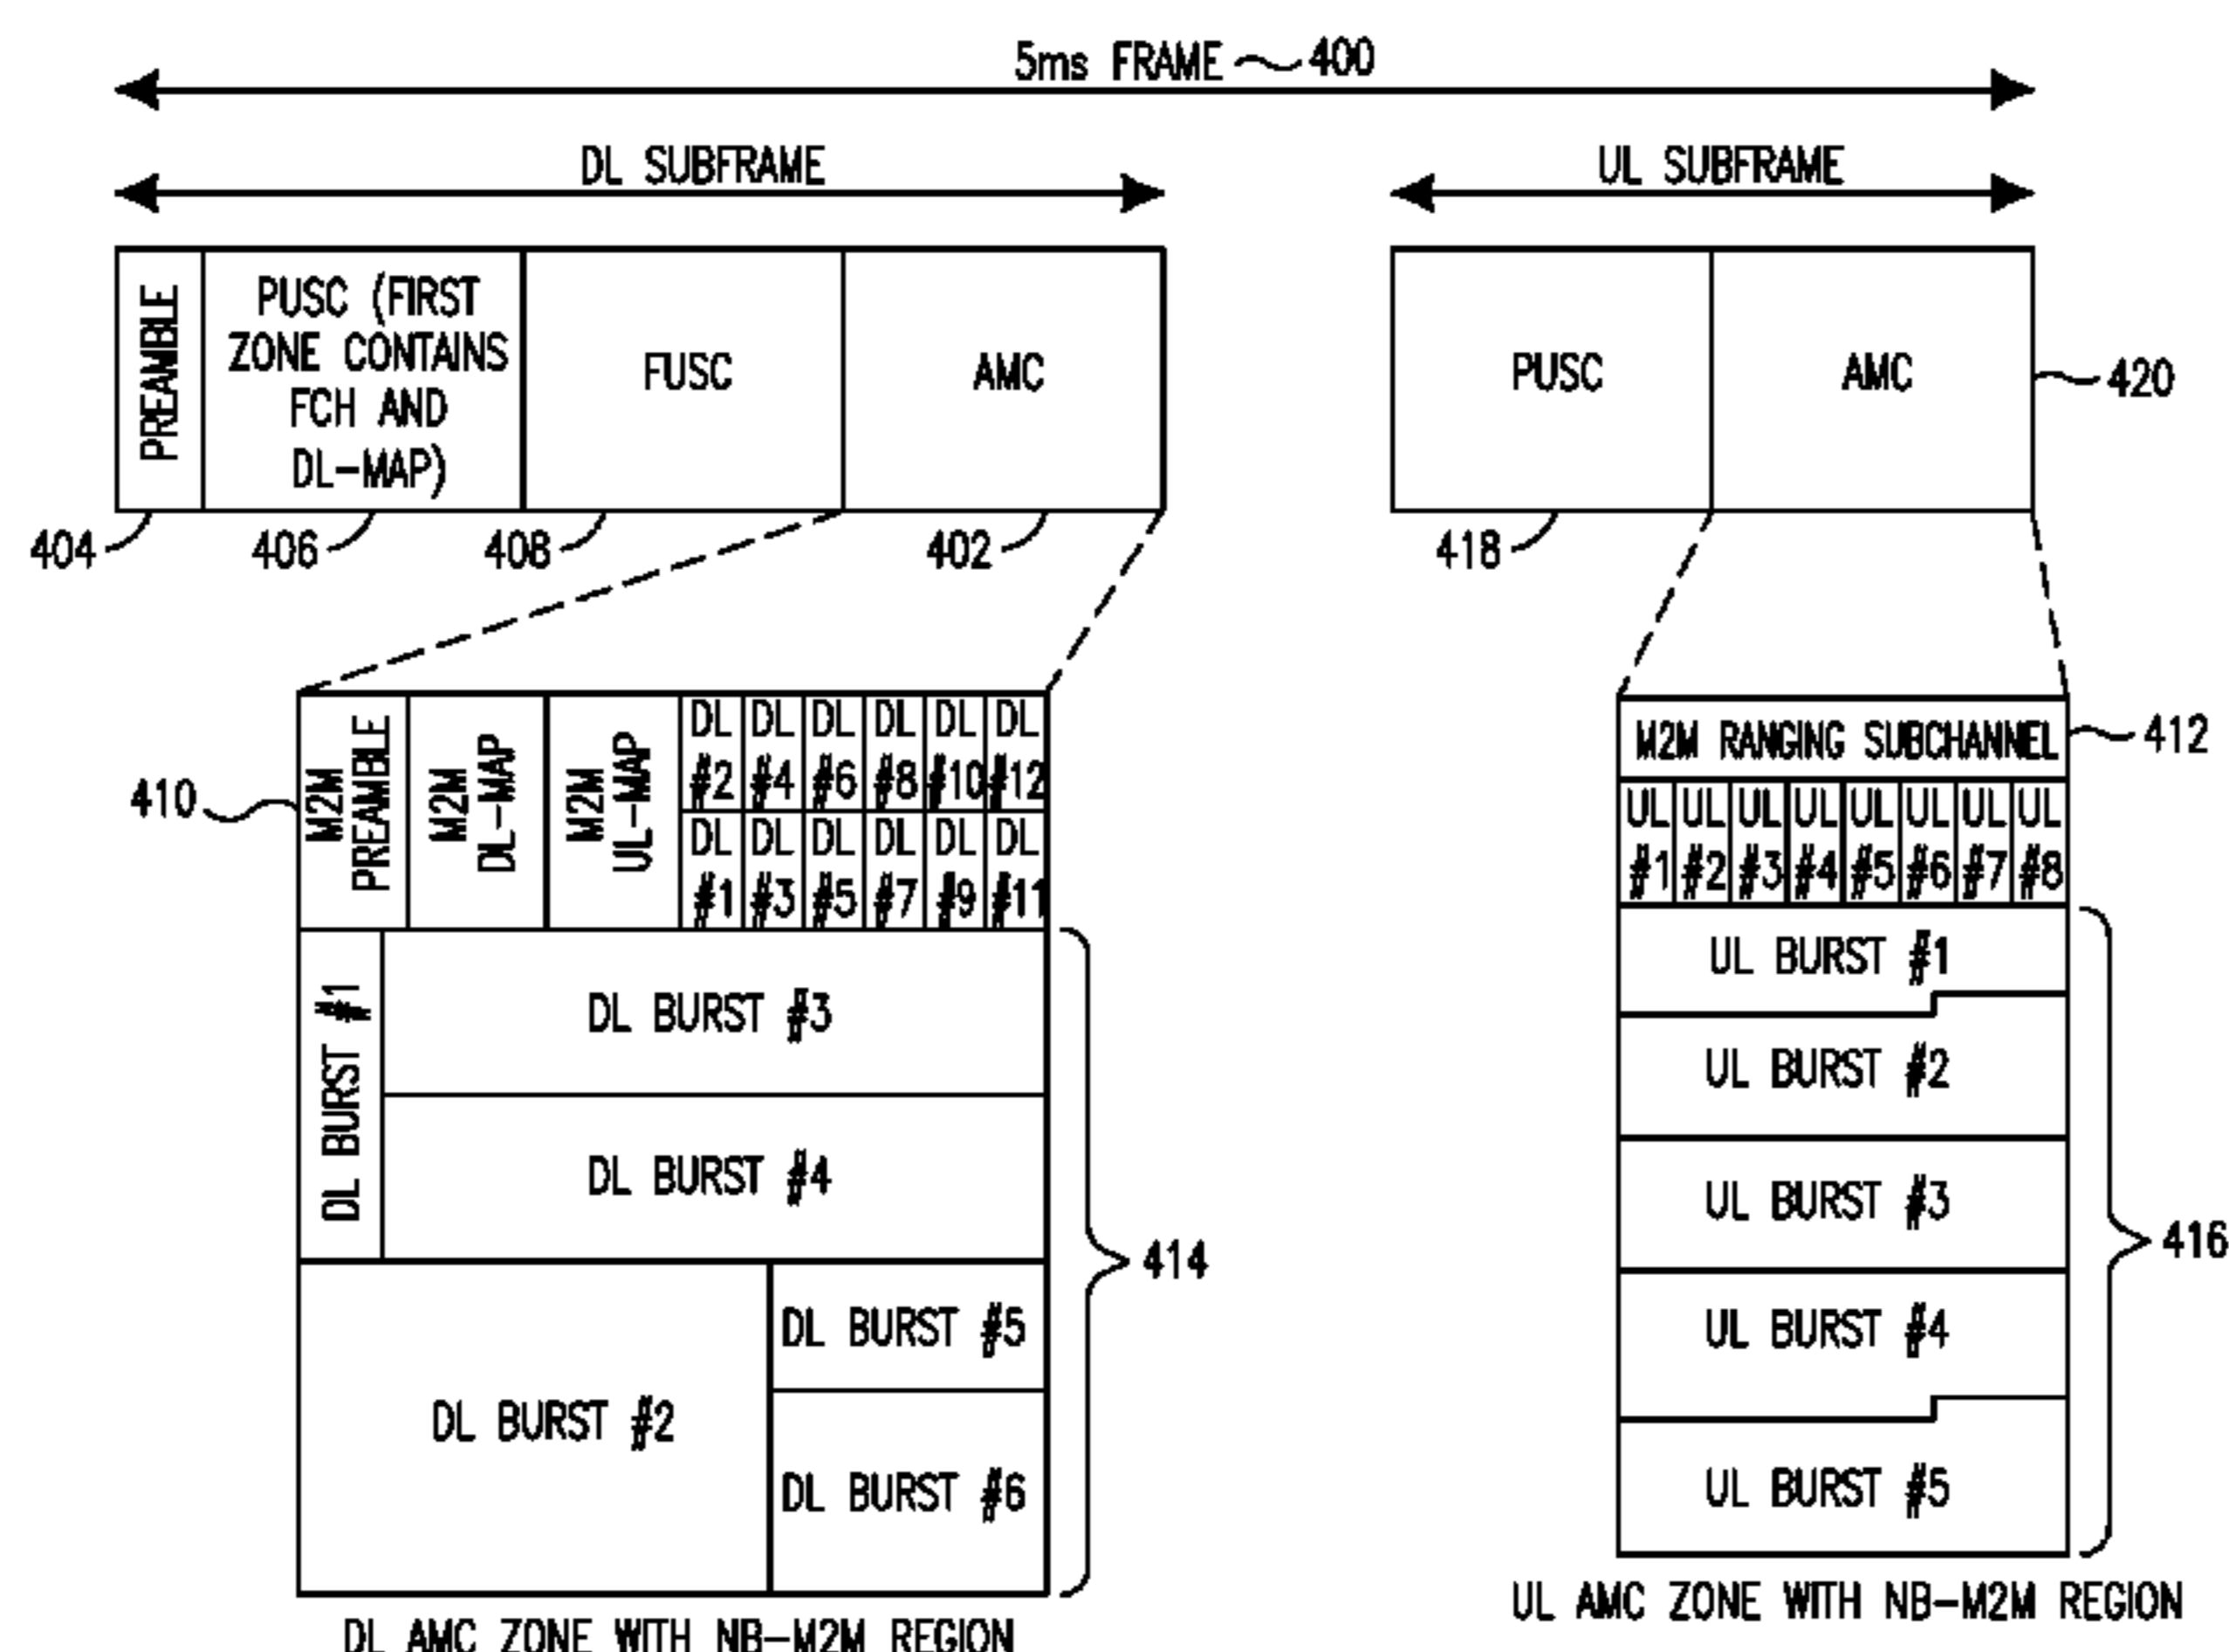 5ms FRAME 400
DL SUBFRAME
UL SUBFRAME
PREAMBLE
PUSC (FIRST
ZONE CONTAINS
FCH AND
DL-MAP)
FUSC
AMC
PUSC
AMC
420
404
406
408
402
418
410
M2M
PREAMBLE
M2M
DL-MAP
M2M
UL-MAP
DL DL DL DL DL DL
#2 #4 #6 #8 #10 #12
DL DL DL DL DL DL
#1 #3 #5 #7 #9 #11
DL BURST #1
DL BURST #3
DL BURST #4
DL BURST #2
DL BURST #5
DL BURST #6
414
DL AMC ZONE WITH NB-M2M REGION
M2M RANGING SUBCHANNEL
412
UL UL UL UL UL UL UL UL
#1 #2 #3 #4 #5 #6 #7 #8
UL BURST #1
UL BURST #2
UL BURST #3
UL BURST #4
UL BURST #5
416
UL AMC ZONE WITH NB-M2M REGION